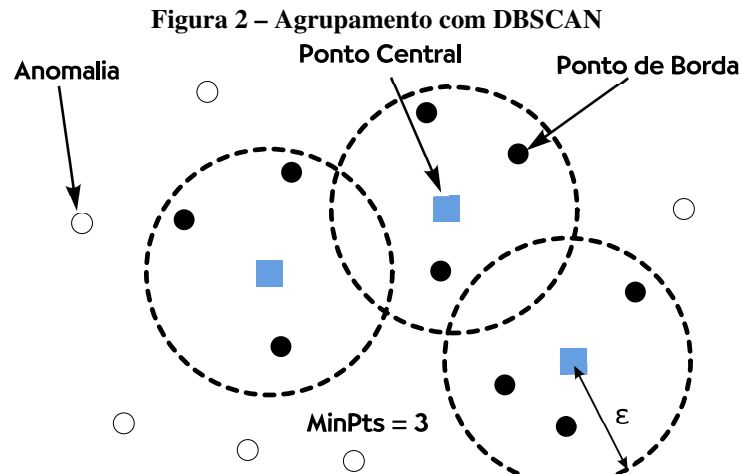 Figura 2 – Agrupamento com DBSCAN
Ponto Central
Anomalia
Ponto de Borda
MinPts = 3
ε